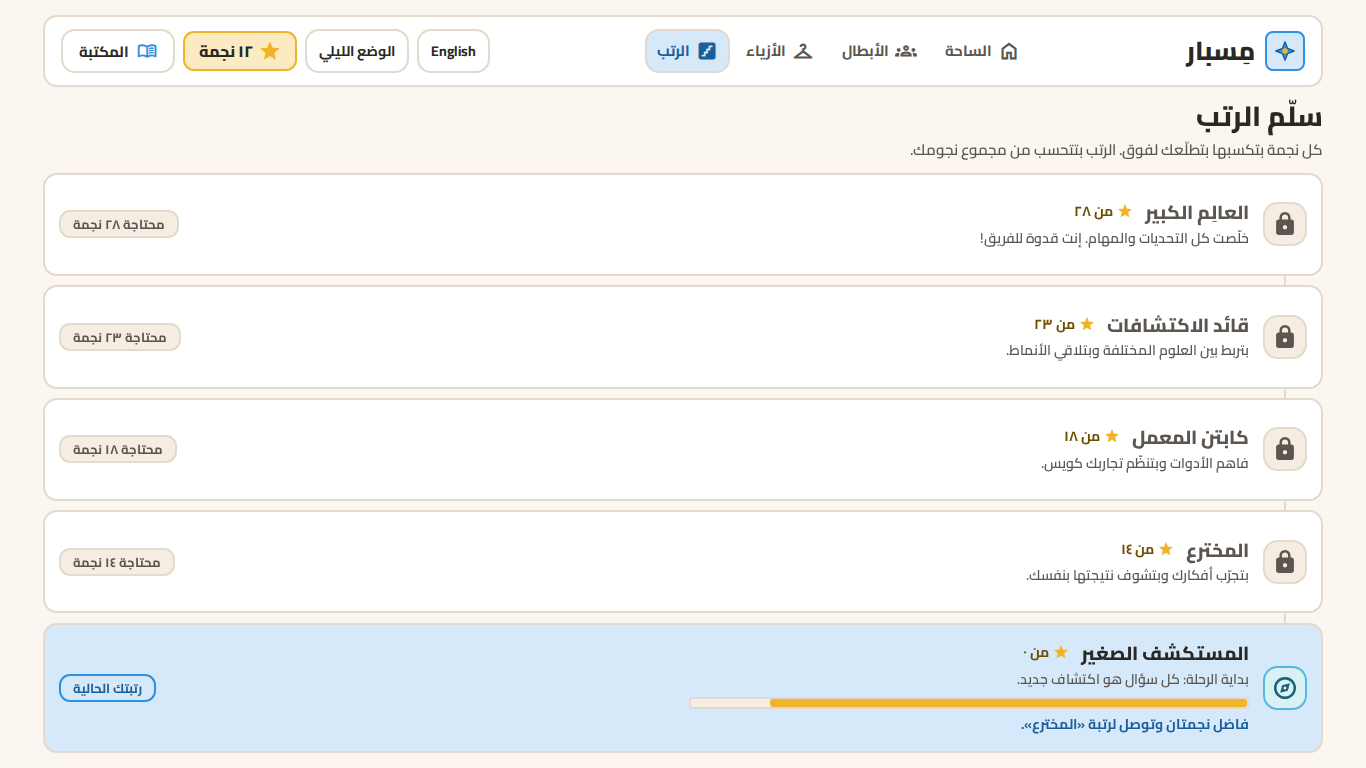 مِسبار
الساحة
الأبطال
الأزياء
الرتب
English
الوضع الليلي
١٢ نجمة
المكتبة
سلّم الرتب
كل نجمة بتكسبها بتطلّعك لفوق. الرتب بتتحسب من مجموع نجومك.
العالِم الكبير من ٢٨
خلّصت كل التحديات والمهام. إنت قدوة للفريق!
محتاجة ٢٨ نجمة
قائد الاكتشافات من ٢٣
بتربط بين العلوم المختلفة وبتلاقي الأنماط.
محتاجة ٢٣ نجمة
كابتن المعمل من ١٨
فاهم الأدوات وبتنظّم تجاربك كويس.
محتاجة ١٨ نجمة
المخترع من ١٤
بتجرّب أفكارك وبتشوف نتيجتها بنفسك.
محتاجة ١٤ نجمة
المستكشف الصغير من ٠
بداية الرحلة: كل سؤال هو اكتشاف جديد.
فاضل نجمتان وتوصل لرتبة «المخترع».
رتبتك الحالية